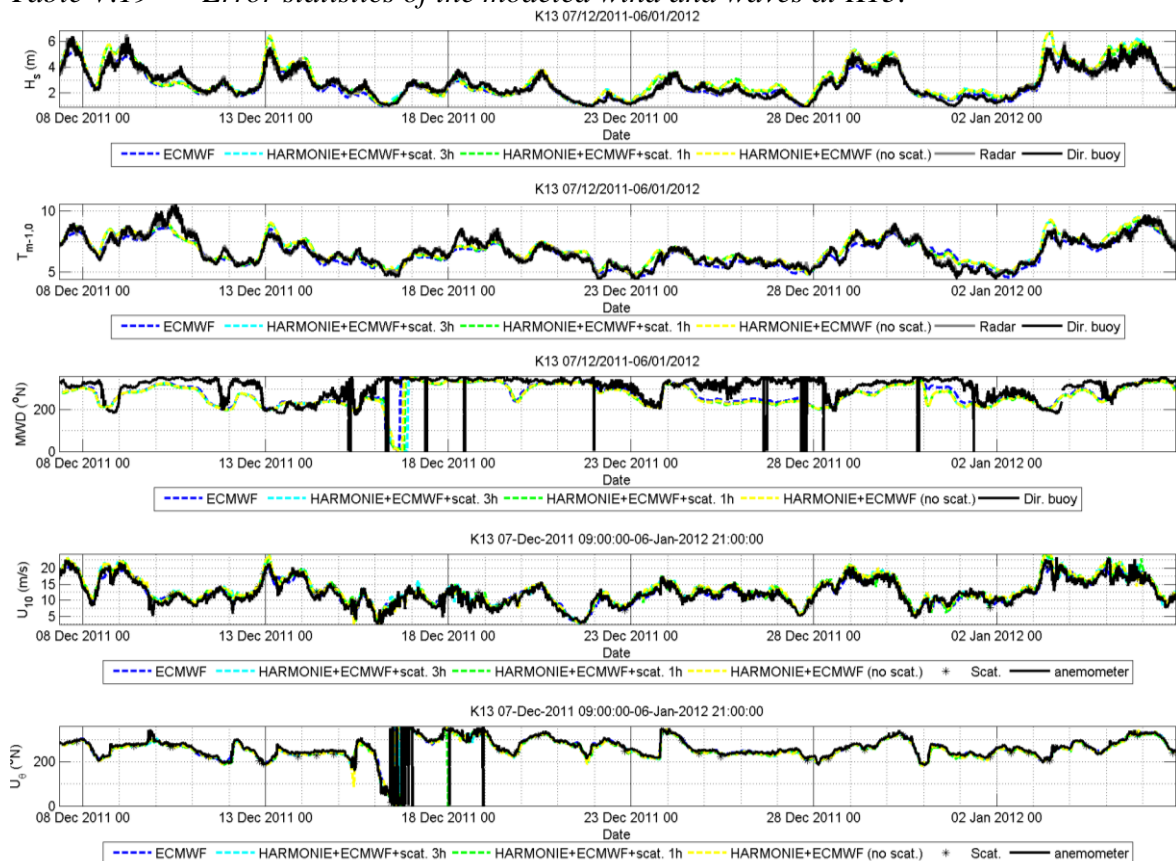 Table 7.19 Error statistics of the modeled wind and waves at K13.
K13 07/12/2011-06/01/2012
Hs (m)
6
4
2
08 Dec 2011 00 13 Dec 2011 00 18 Dec 2011 00 23 Dec 2011 00 28 Dec 2011 00 02 Jan 2012 00
Date
ECMWF HARMONIE+ECMWF+scat. 3h HARMONIE+ECMWF+scat. 1h HARMONIE+ECMWF (no scat.) Radar Dir. buoy
K13 07/12/2011-06/01/2012
Tm-1,0
10
5
08 Dec 2011 00 13 Dec 2011 00 18 Dec 2011 00 23 Dec 2011 00 28 Dec 2011 00 02 Jan 2012 00
Date
ECMWF HARMONIE+ECMWF+scat. 3h HARMONIE+ECMWF+scat. 1h HARMONIE+ECMWF (no scat.) Radar Dir. buoy
K13 07/12/2011-06/01/2012
MWD (°N)
200
0
08 Dec 2011 00 13 Dec 2011 00 18 Dec 2011 00 23 Dec 2011 00 28 Dec 2011 00 02 Jan 2012 00
Date
ECMWF HARMONIE+ECMWF+scat. 3h HARMONIE+ECMWF+scat. 1h HARMONIE+ECMWF (no scat.) Dir. buoy
K13 07-Dec-2011 09:00:00-06-Jan-2012 21:00:00
U10 (m/s)
20
15
10
5
08 Dec 2011 00 13 Dec 2011 00 18 Dec 2011 00 23 Dec 2011 00 28 Dec 2011 00 02 Jan 2012 00
Date
ECMWF HARMONIE+ECMWF+scat. 3h HARMONIE+ECMWF+scat. 1h HARMONIE+ECMWF (no scat.) * Scat. anemometer
K13 07-Dec-2011 09:00:00-06-Jan-2012 21:00:00
Uθ (°N)
200
0
08 Dec 2011 00 13 Dec 2011 00 18 Dec 2011 00 23 Dec 2011 00 28 Dec 2011 00 02 Jan 2012 00
Date
ECMWF HARMONIE+ECMWF+scat. 3h HARMONIE+ECMWF+scat. 1h HARMONIE+ECMWF (no scat.) * Scat. anemometer